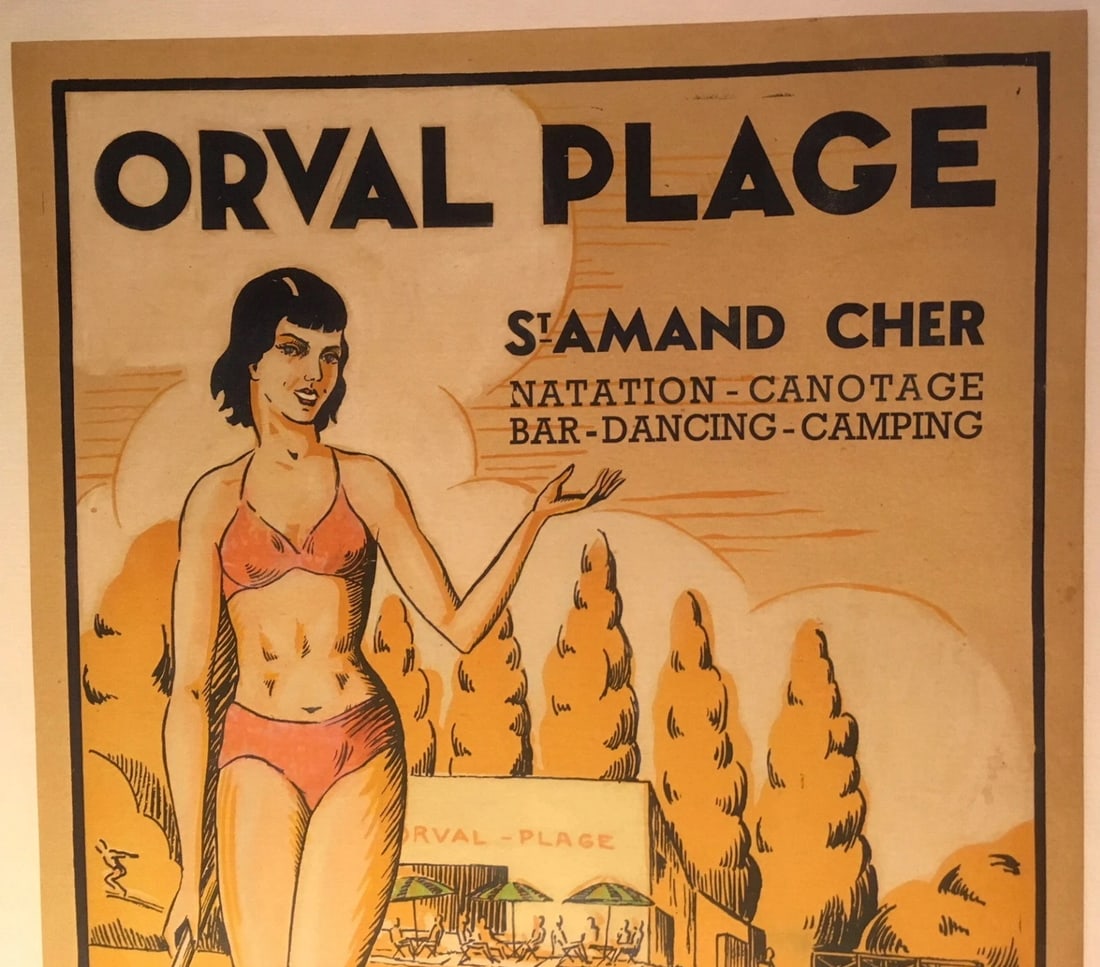 ORVAL PLAGE
ST AMAND CHER
NATATION - CANOTAGE
BAR - DANCING - CAMPING
ORVAL - PLAGE